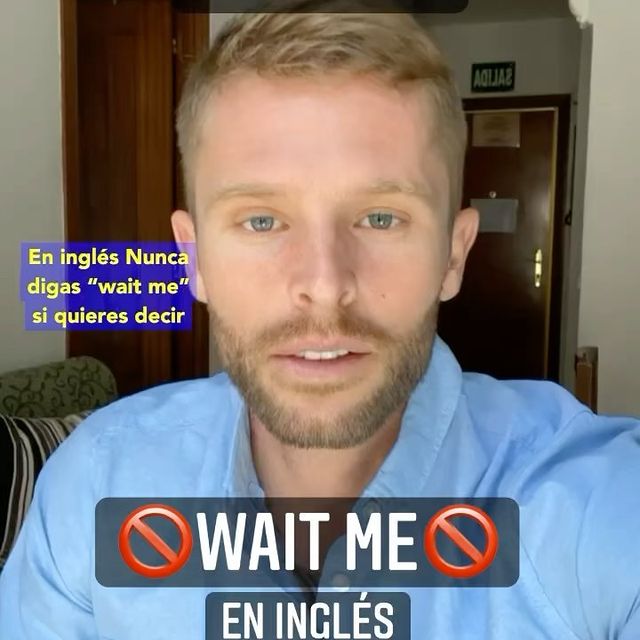 SALIDA
En inglés Nunca
digas “wait me”
si quieres decir
WAIT ME
EN INGLÉS